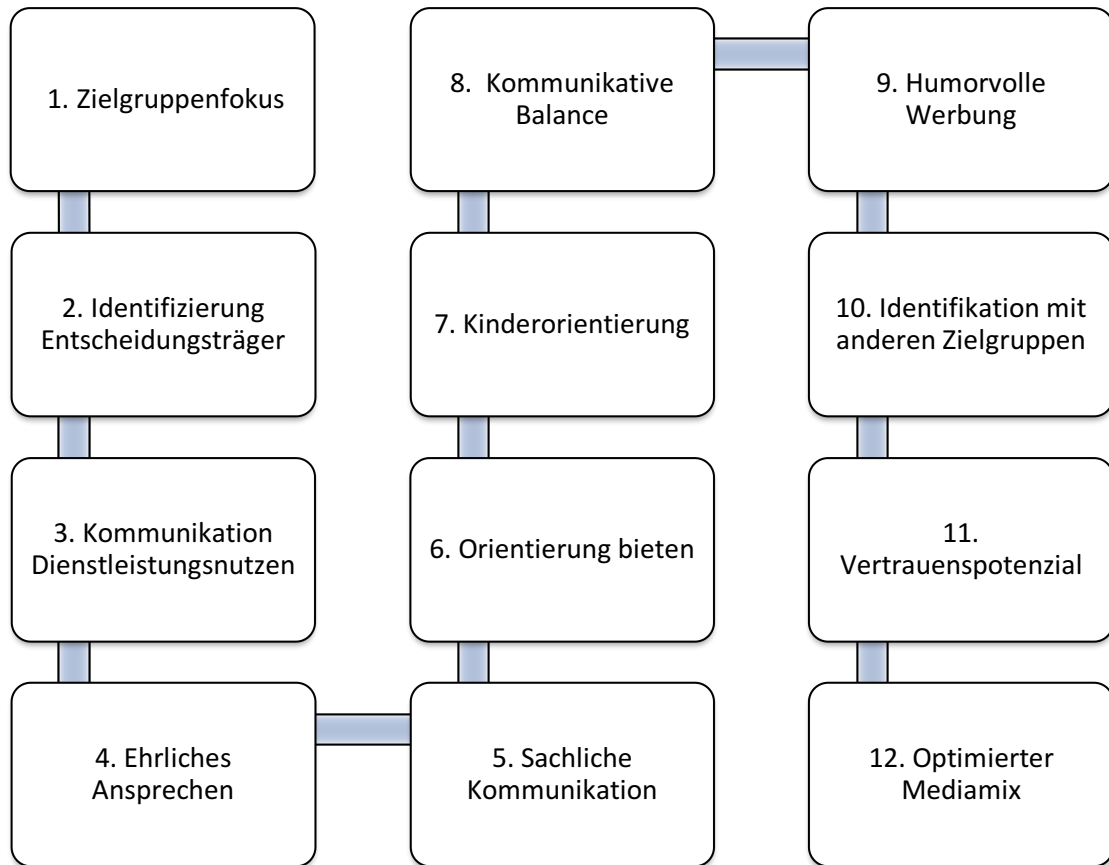 1. Zielgruppenfokus
2. Identifizierung
Entscheidungsträger
3. Kommunikation
Dienstleistungsnutzen
4. Ehrliches
Ansprechen
5. Sachliche
Kommunikation
6. Orientierung bieten
7. Kinderorientierung
8. Kommunikative
Balance
9. Humorvolle
Werbung
10. Identifikation mit
anderen Zielgruppen
11.
Vertrauenspotenzial
12. Optimierter
Mediamix